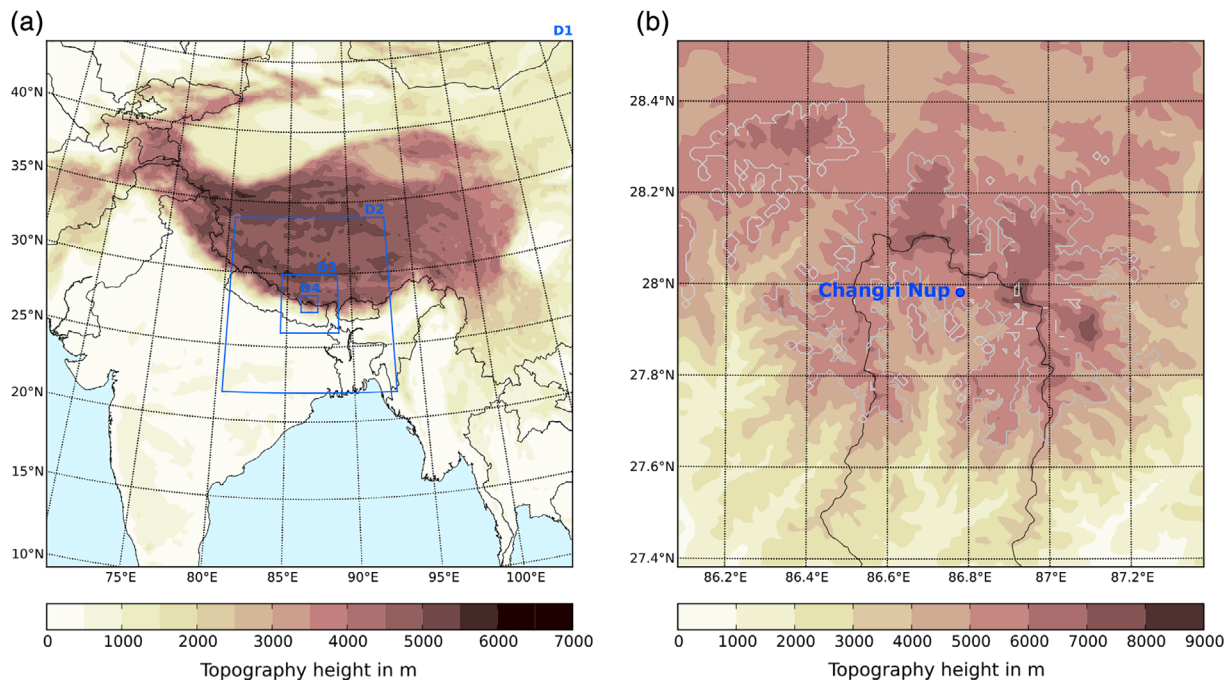 (a)
D1
40°N
35°N
30°N
25°N
20°N
15°N
10°N
D2
D3
D4
75°E 80°E 85°E 90°E 95°E 100°E
0 1000 2000 3000 4000 5000 6000 7000
Topography height in m
(b)
28.4°N
28.2°N
28°N
27.8°N
27.6°N
27.4°N
Changri Nup
86.2°E 86.4°E 86.6°E 86.8°E 87°E 87.2°E
0 1000 2000 3000 4000 5000 6000 7000 8000 9000
Topography height in m